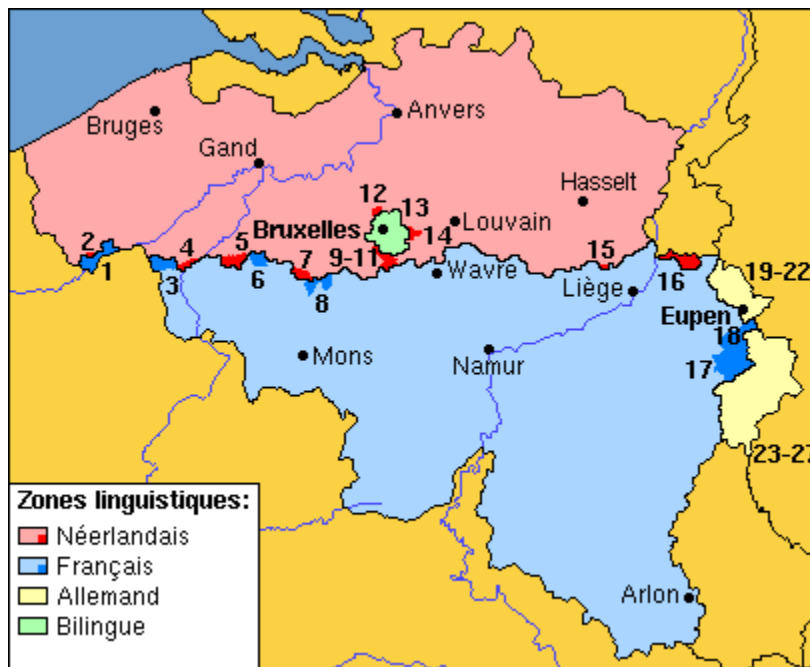 Bruges
Anvers
Gand
Hasselt
12
13
Bruxelles
Louvain
14
2
1
3
4
5
6
7
8
9-11
Wavre
15
16
Liège
19-22
Eupen
18
17
Mons
Namur
23-27
Arlon
Zones linguistiques:
Néerlandais
Français
Allemand
Bilingue